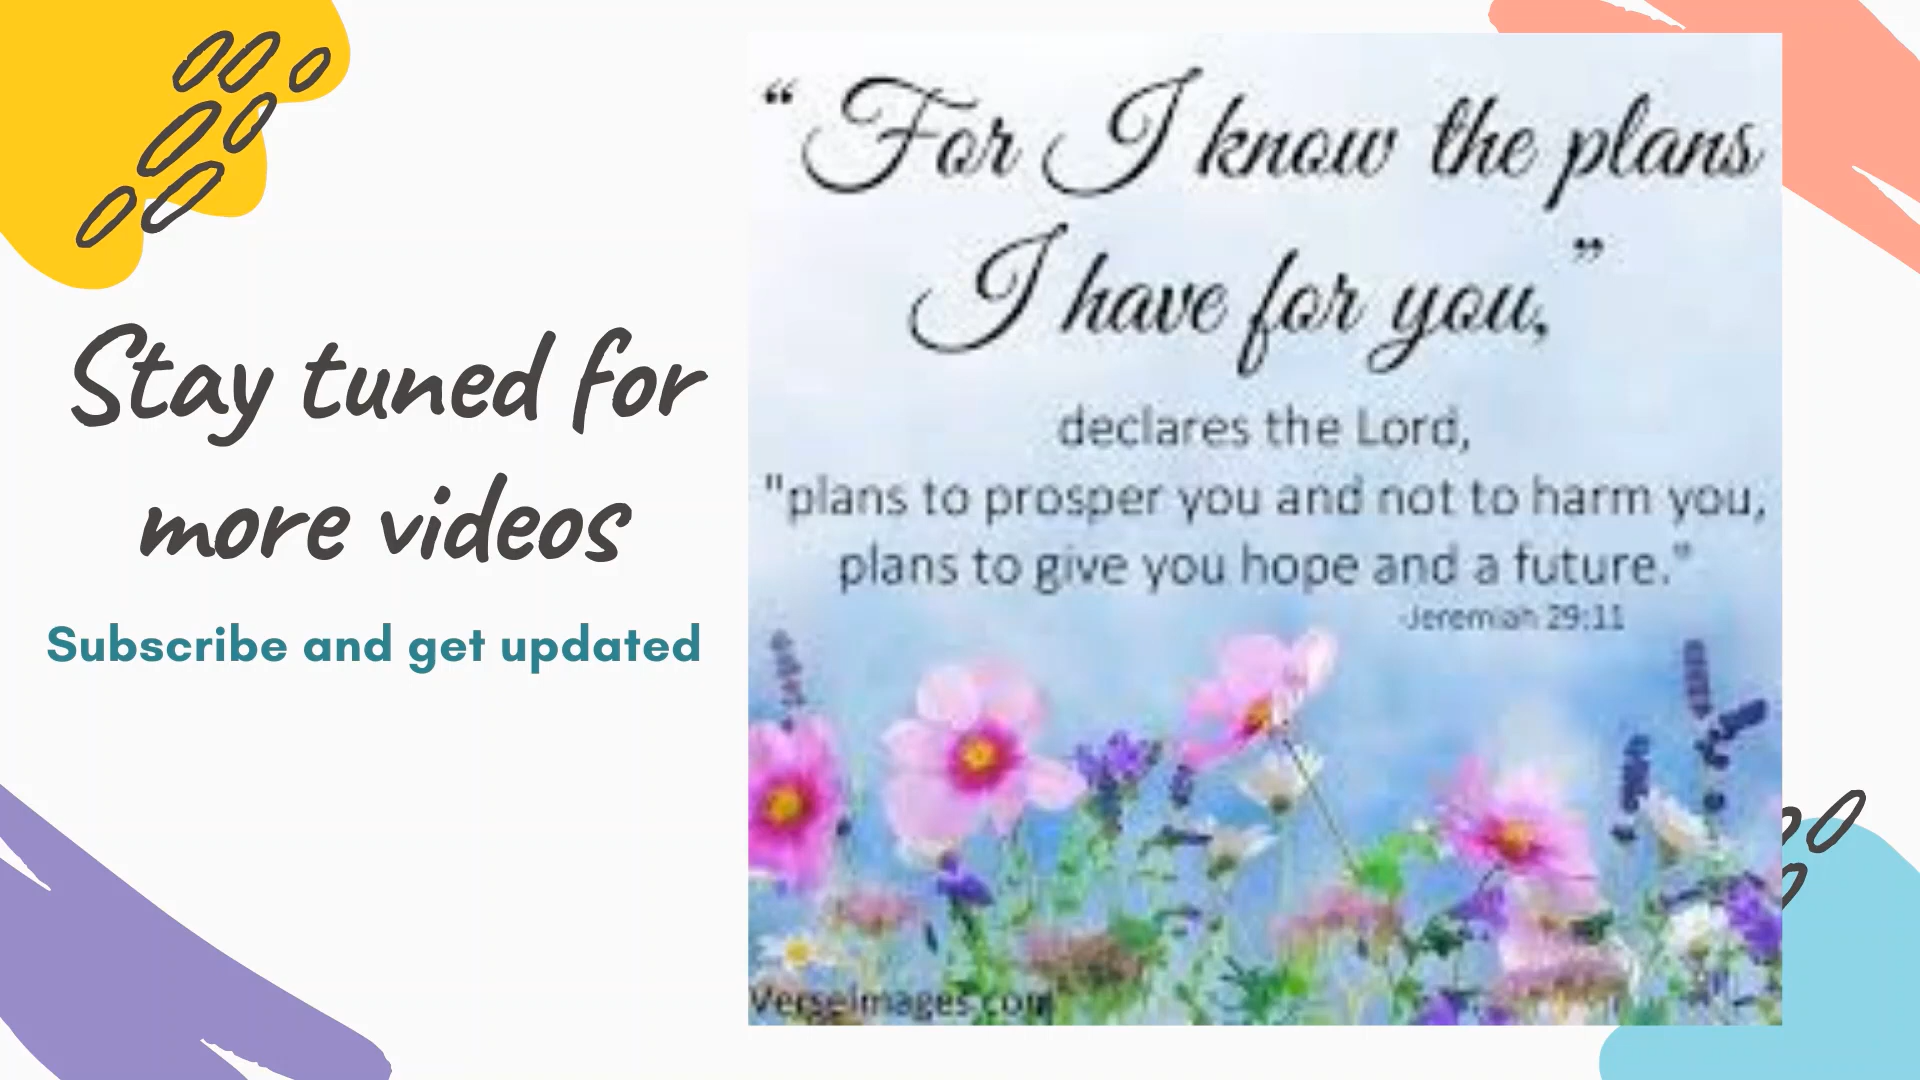 Stay tuned for
more videos
Subscribe and get updated
“For I know the plans
I have for you,”
declares the Lord,
"plans to prosper you and not to harm you,
plans to give you hope and a future."
-Jeremiah 29:11
VerseImages.com